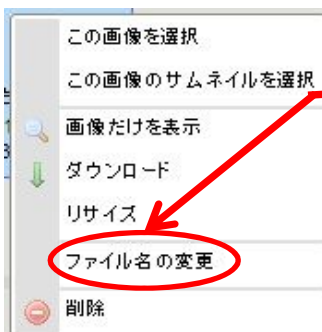 この画像を選択
この画像のサムネイルを選択
画像だけを表示
ダウンロード
リサイズ
ファイル名の変更
削除